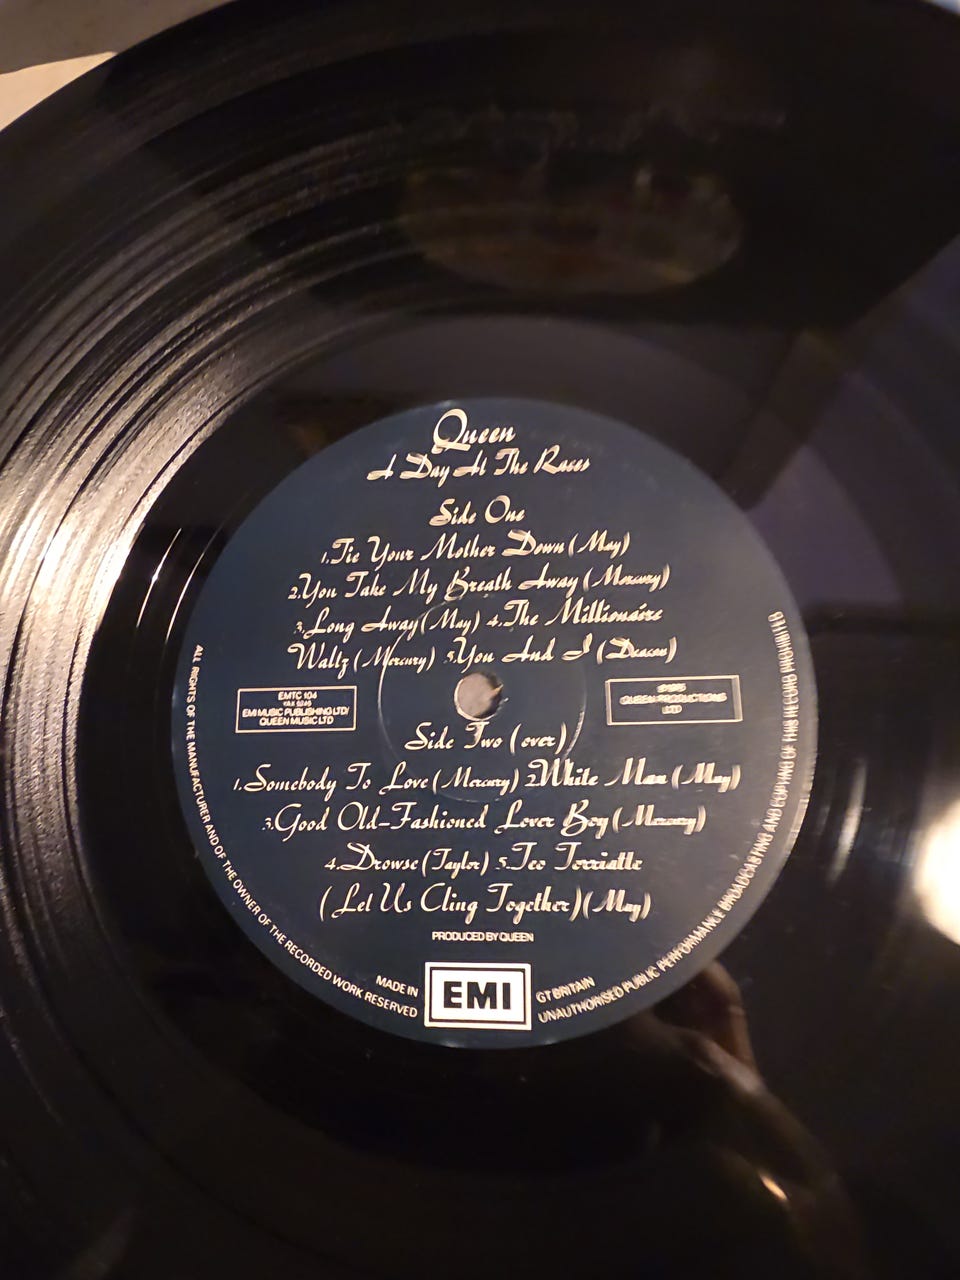 Queen
A Day At The Races
Side One
1.Tie Your Mother Down (May)
2.You Take My Breath Away (Mercury)
3.Long Away (May) 4.The Millionaire
Waltz (Mercury) 5.You And I (Deacon)
EMTC 104
EMI MUSIC PUBLISHING LTD/
QUEEN MUSIC LTD
QUEEN PRODUCTIONS
LTD
Side Two (over)
1.Somebody To Love (Mercury) 2.White Man (May)
3.Good Old-Fashioned Lover Boy (Mercury)
4.Drowse (Taylor) 5.Teo Torriatte
(Let Us Cling Together) (May)
PRODUCED BY QUEEN
MADE IN
EMI
GT BRITAIN
ALL RIGHTS OF THE MANUFACTURER AND OF THE OWNER OF THE RECORDED WORK RESERVED
UNAUTHORISED PUBLIC PERFORMANCE BROADCASTING AND COPYING OF THIS RECORD PROHIBITED